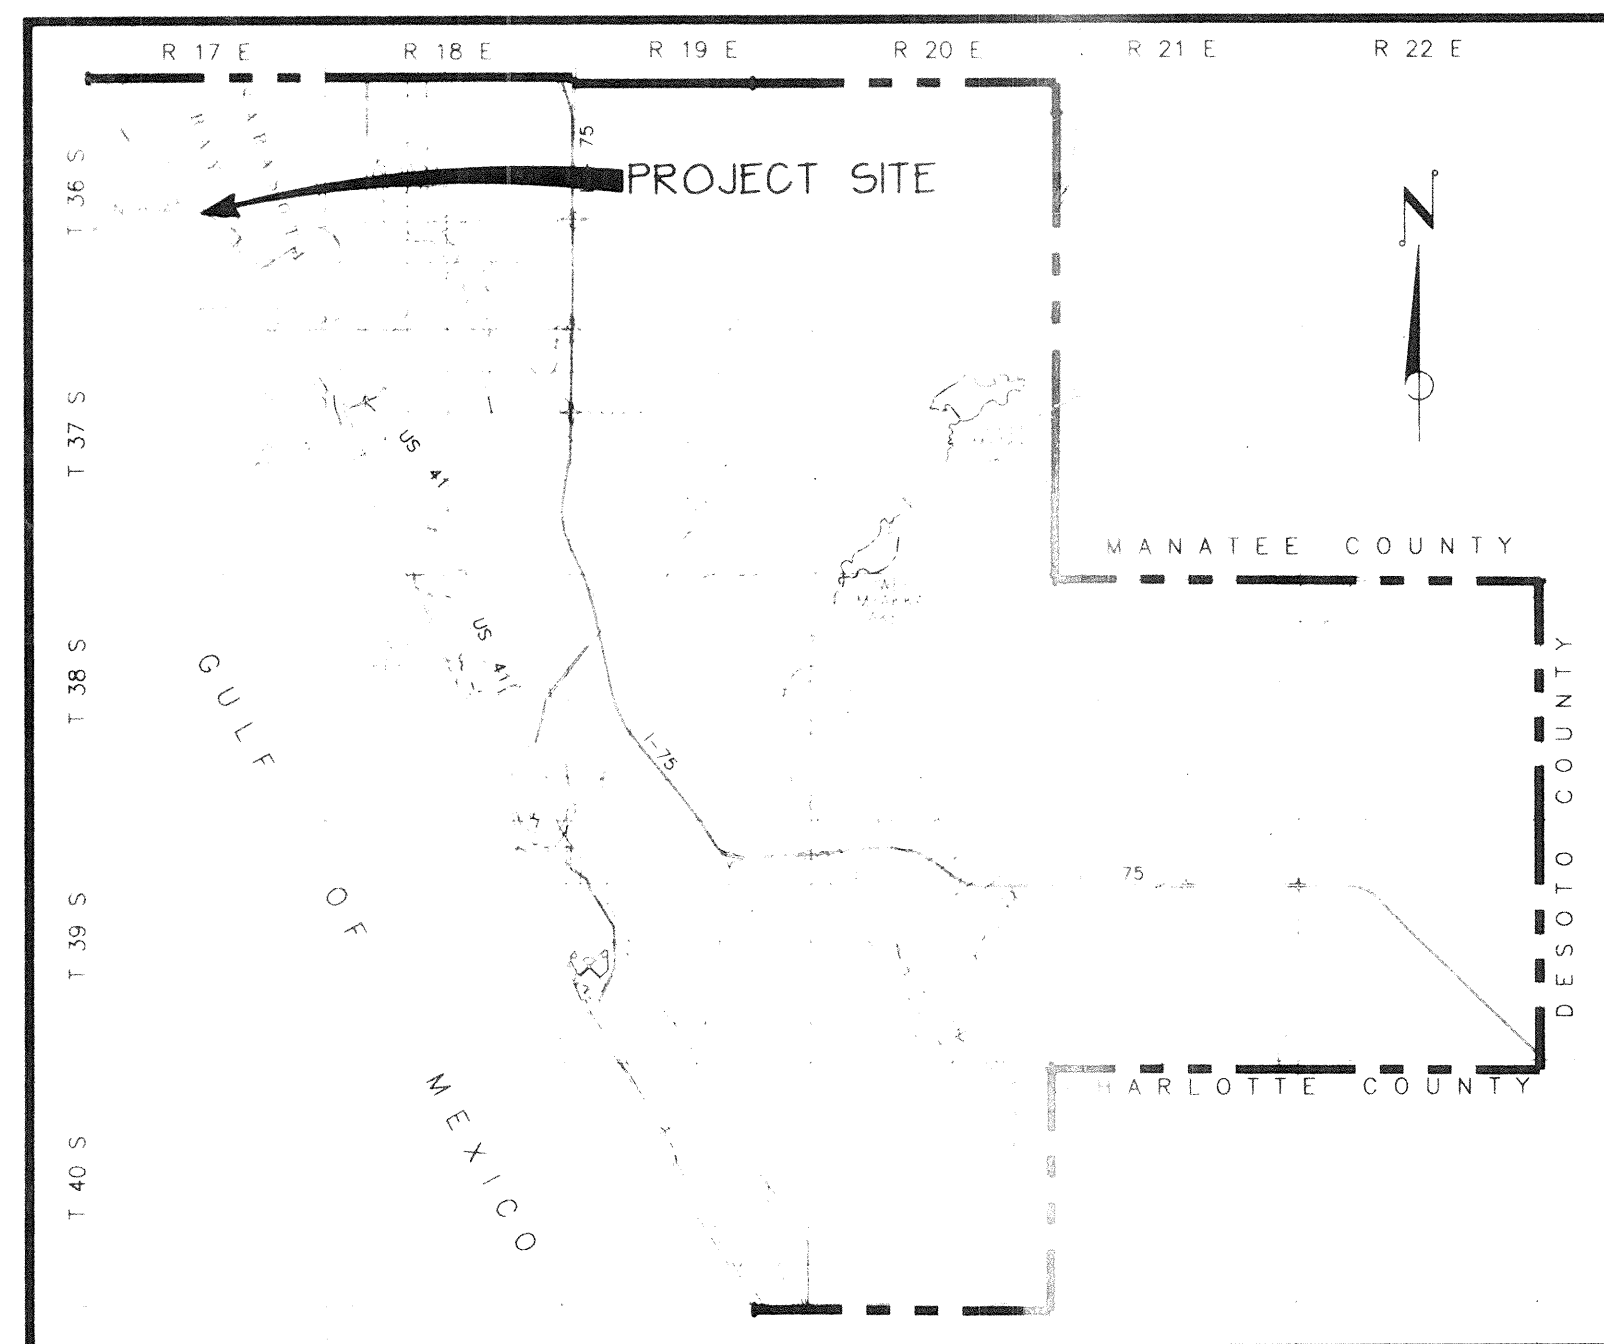 R 17 E R 18 E R 19 E R 20 E R 21 E R 22 E
75
T 36 S
PROJECT SITE
N
T 37 S
US 41
MANATEE COUNTY
T 38 S
US 41
GULF OF MEXICO
I-75
DESOTO COUNTY
75
T 39 S
HARLOTTE COUNTY
T 40 S